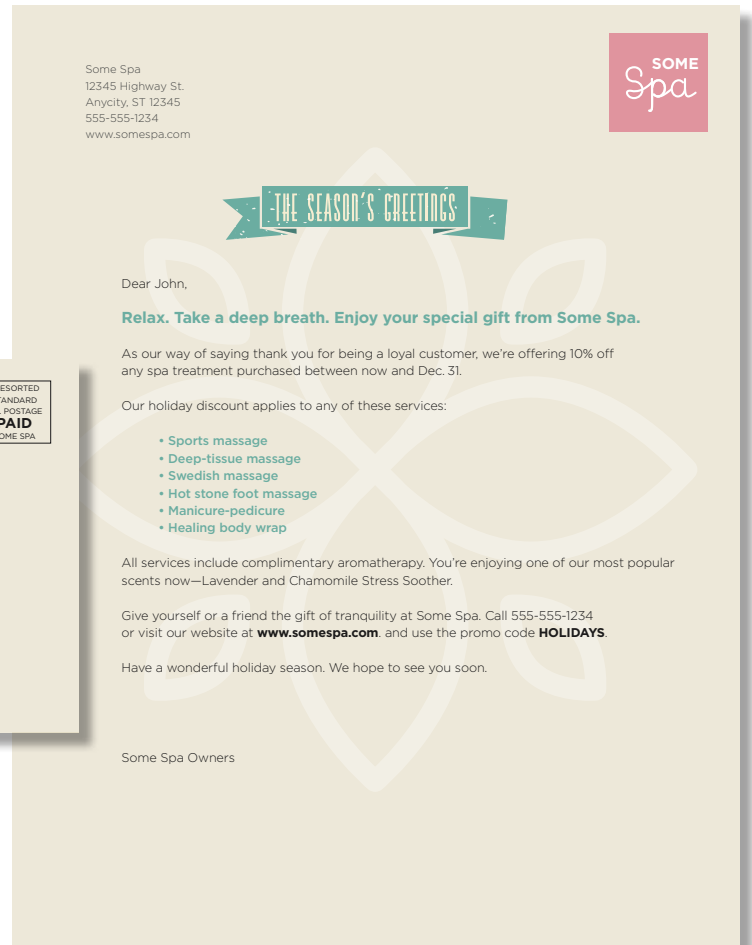 Some Spa
12345 Highway St.
Anycity, ST 12345
555-555-1234
www.somespa.com
SOME
Spa
THE SEASON'S GREETINGS
Dear John,
Relax. Take a deep breath. Enjoy your special gift from Some Spa.
As our way of saying thank you for being a loyal customer, we're offering 10% off
any spa treatment purchased between now and Dec. 31.
Our holiday discount applies to any of these services:
• Sports massage
• Deep-tissue massage
• Swedish massage
• Hot stone foot massage
• Manicure-pedicure
• Healing body wrap
All services include complimentary aromatherapy. You're enjoying one of our most popular
scents now—Lavender and Chamomile Stress Soother.
Give yourself or a friend the gift of tranquility at Some Spa. Call 555-555-1234
or visit our website at www.somespa.com. and use the promo code HOLIDAYS.
Have a wonderful holiday season. We hope to see you soon.
Some Spa Owners
POSTAGE
PAID
OME SPA